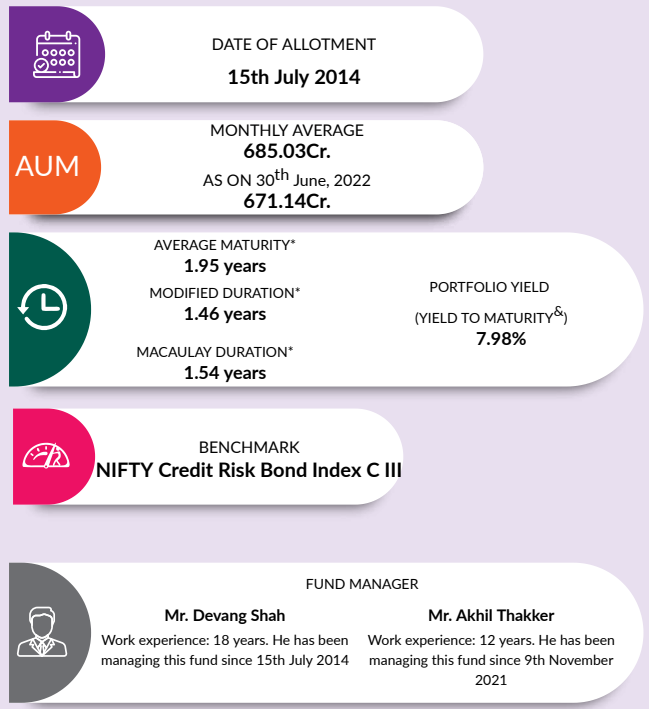 DATE OF ALLOTMENT
15th July 2014
AUM
MONTHLY AVERAGE
685.03Cr.
AS ON 30th June, 2022
671.14Cr.
AVERAGE MATURITY*
1.95 years
MODIFIED DURATION*
1.46 years
MACAULAY DURATION*
1.54 years
PORTFOLIO YIELD
(YIELD TO MATURITY&)
7.98%
BENCHMARK
NIFTY Credit Risk Bond Index C III
FUND MANAGER
Mr. Devang Shah
Work experience: 18 years. He has been
managing this fund since 15th July 2014
Mr. Akhil Thakker
Work experience: 12 years. He has been
managing this fund since 9th November
2021